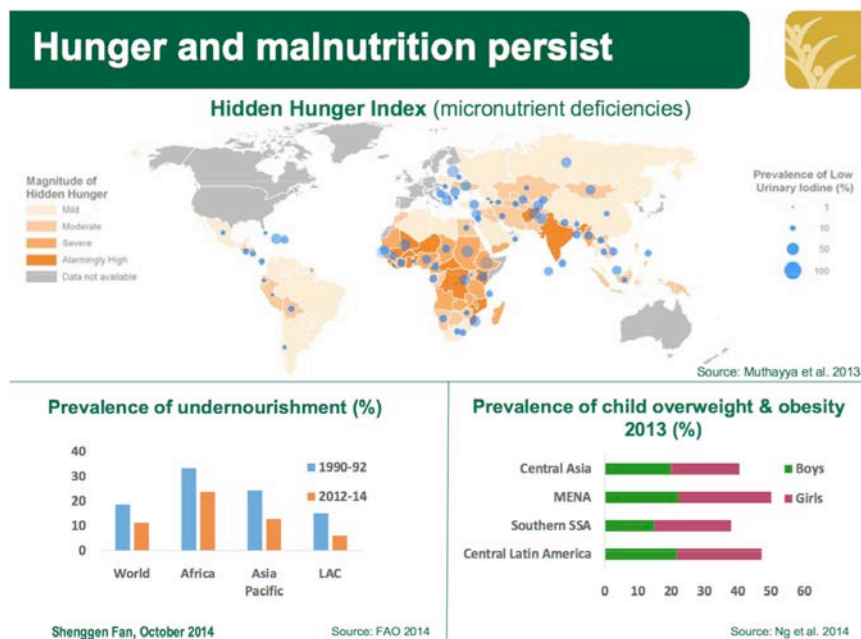 Hunger and malnutrition persist
Hidden Hunger Index (micronutrient deficiencies)
Magnitude of
Hidden Hunger
Mild
Moderate
Severe
Alarmingly High
Data not available
Prevalence of Low
Urinary Iodine (%)
1
10
50
100
Source: Muthayya et al. 2013
Prevalence of undernourishment (%)
40
30
20
10
0
1990-92
2012-14
World
Africa
Asia
Pacific
LAC
Shenggen Fan, October 2014
Source: FAO 2014
Prevalence of child overweight & obesity
2013 (%)
Central Asia
MENA
Southern SSA
Central Latin America
Boys
Girls
0 10 20 30 40 50 60
Source: Ng et al. 2014